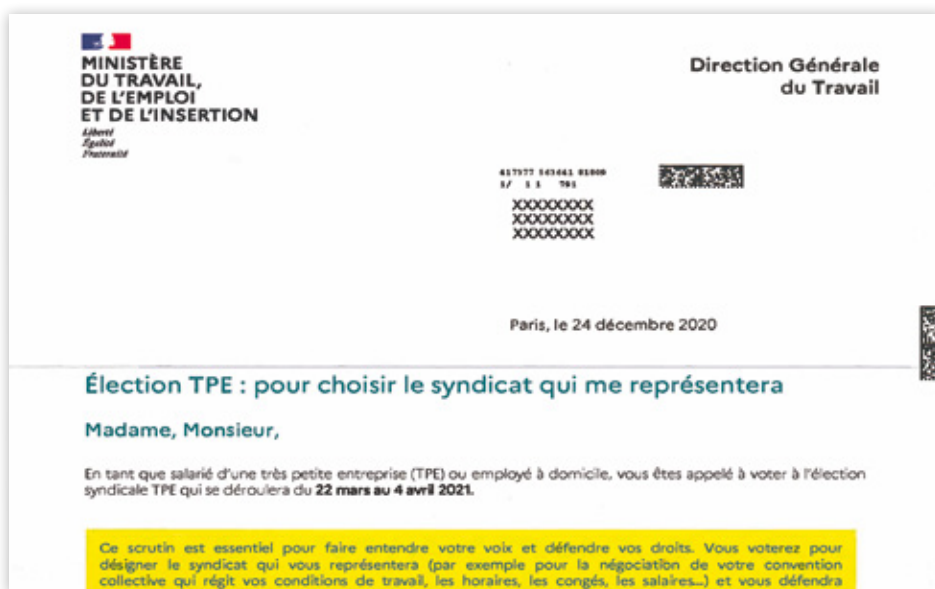 MINISTÈRE
DU TRAVAIL,
DE L'EMPLOI
ET DE L'INSERTION
Liberté
Égalité
Fraternité
Direction Générale
du Travail
1/ 1 1 701
XXXXXXXX
XXXXXXXX
XXXXXXXX
Paris, le 24 décembre 2020
Élection TPE : pour choisir le syndicat qui me représentera
Madame, Monsieur,
En tant que salarié d'une très petite entreprise (TPE) ou employé à domicile, vous êtes appelé à voter à l'élection
syndicale TPE qui se déroulera du 22 mars au 4 avril 2021.
Ce scrutin est essentiel pour faire entendre votre voix et défendre vos droits. Vous voterez pour
désigner le syndicat qui vous représentera (par exemple pour la négociation de votre convention
collective qui régit vos conditions de travail, les horaires, les congés, les salaires...) et vous défendra